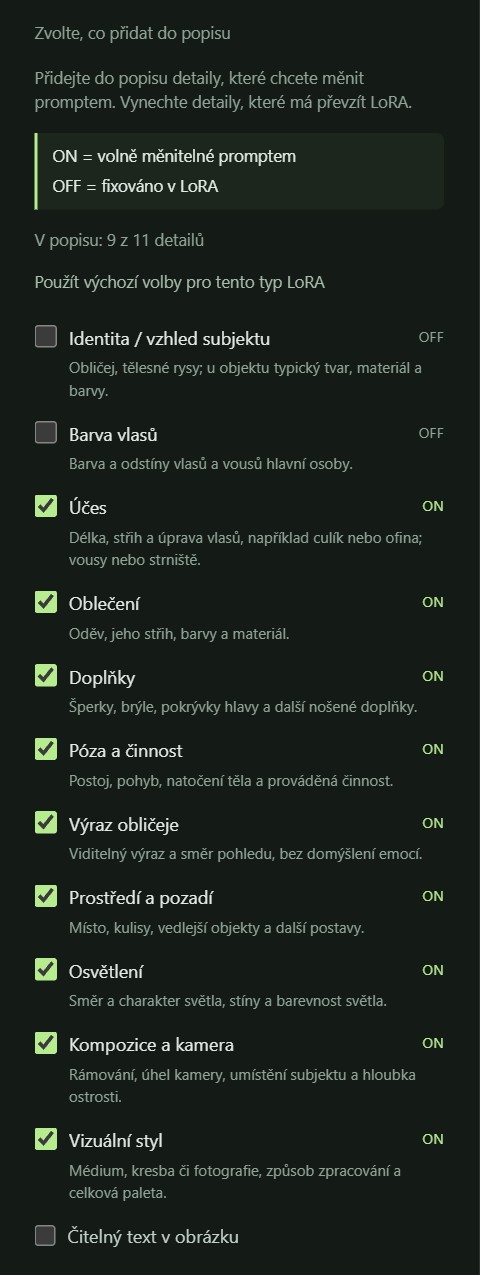 Zvolte, co přidat do popisu
Přidejte do popisu detaily, které chcete měnit
promptem. Vynechte detaily, které má převzít LoRA.
ON = volně měnitelné promptem
OFF = fixováno v LoRA
V popisu: 9 z 11 detailů
Použít výchozí volby pro tento typ LoRA
Identita / vzhled subjektu OFF
Obličej, tělesné rysy; u objektu typický tvar, materiál a
barvy.
Barva vlasů OFF
Barva a odstíny vlasů a vousů hlavní osoby.
Účes ON
Délka, střih a úprava vlasů, například culík nebo ofina;
vousy nebo strniště.
Oblečení ON
Oděv, jeho střih, barvy a materiál.
Doplňky ON
Šperky, brýle, pokrývky hlavy a další nošené doplňky.
Póza a činnost ON
Postoj, pohyb, natočení těla a prováděná činnost.
Výraz obličeje ON
Viditelný výraz a směr pohledu, bez domýšlení emocí.
Prostředí a pozadí ON
Místo, kulisy, vedlejší objekty a další postavy.
Osvětlení ON
Směr a charakter světla, stíny a barevnost světla.
Kompozice a kamera ON
Rámování, úhel kamery, umístění subjektu a hloubka
ostrosti.
Vizuální styl ON
Médium, kresba či fotografie, způsob zpracování a
celková paleta.
Čitelný text v obrázku